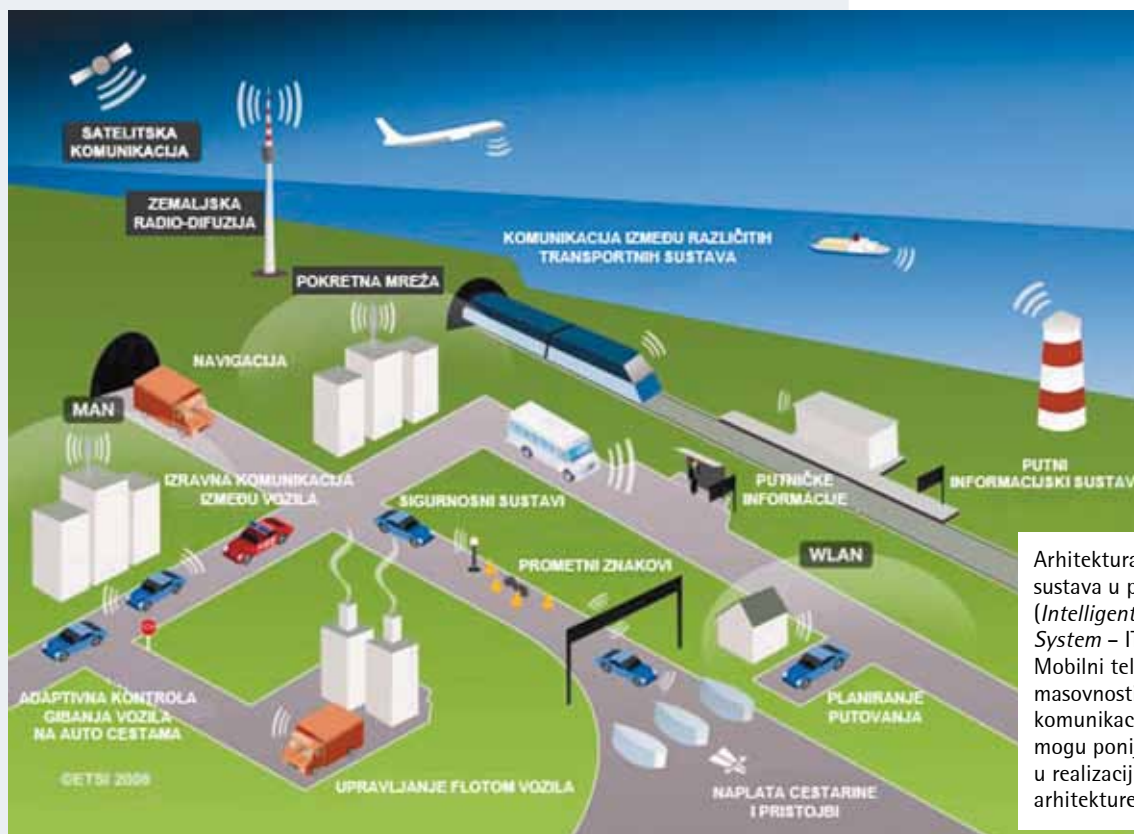 SATELITSKA
KOMUNIKACIJA
ZEMALJSKA
RADIO-DIFUZIJA
KOMUNIKACIJA IZMEĐU RAZLIČITIH
TRANSPORTNIH SUSTAVA
POKRETNA MREŽA
NAVIGACIJA
MAN
IZRAVNA KOMUNIKACIJA
IZMEĐU VOZILA
SIGURNOSNI SUSTAVI
PUTNIČKE
INFORMACIJE
PUTNI
INFORMACIJSKI SUSTAV
PROMETNI ZNAKOVI
WLAN
ADAPTIVNA KONTROLA
GIBANJA VOZILA
NA AUTO CESTAMA
PLANIRANJE
PUTOVANJA
UPRAVLJANJE FLOTOM VOZILA
NAPLATA CESTARINE
I PRISTOJBI
©ETSI 2008
Arhitektura
sustava u p
(Intelligent
System – IT
Mobilni tel
masovnost
komunikac
mogu ponij
u realizacij
arhitekture